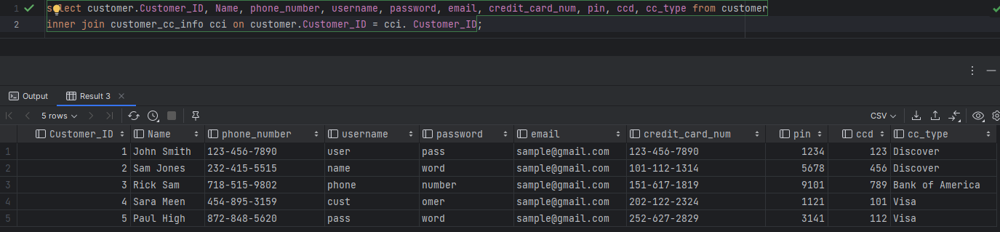 1 select customer.Customer_ID, Name, phone_number, username, password, email, credit_card_num, pin, ccd, cc_type from customer
2 inner join customer_cc_info cci on customer.Customer_ID = cci. Customer_ID;
Output Result 3
5 rows CSV
Customer_ID Name phone_number username password email credit_card_num pin ccd cc_type
1 1 John Smith 123-456-7890 user pass sample@gmail.com 123-456-7890 1234 123 Discover
2 2 Sam Jones 232-415-5515 name word sample@gmail.com 101-112-1314 5678 456 Discover
3 3 Rick Sam 718-515-9802 phone number sample@gmail.com 151-617-1819 9101 789 Bank of America
4 4 Sara Meen 454-895-3159 cust omer sample@gmail.com 202-122-2324 1121 101 Visa
5 5 Paul High 872-848-5620 pass word sample@gmail.com 252-627-2829 3141 112 Visa